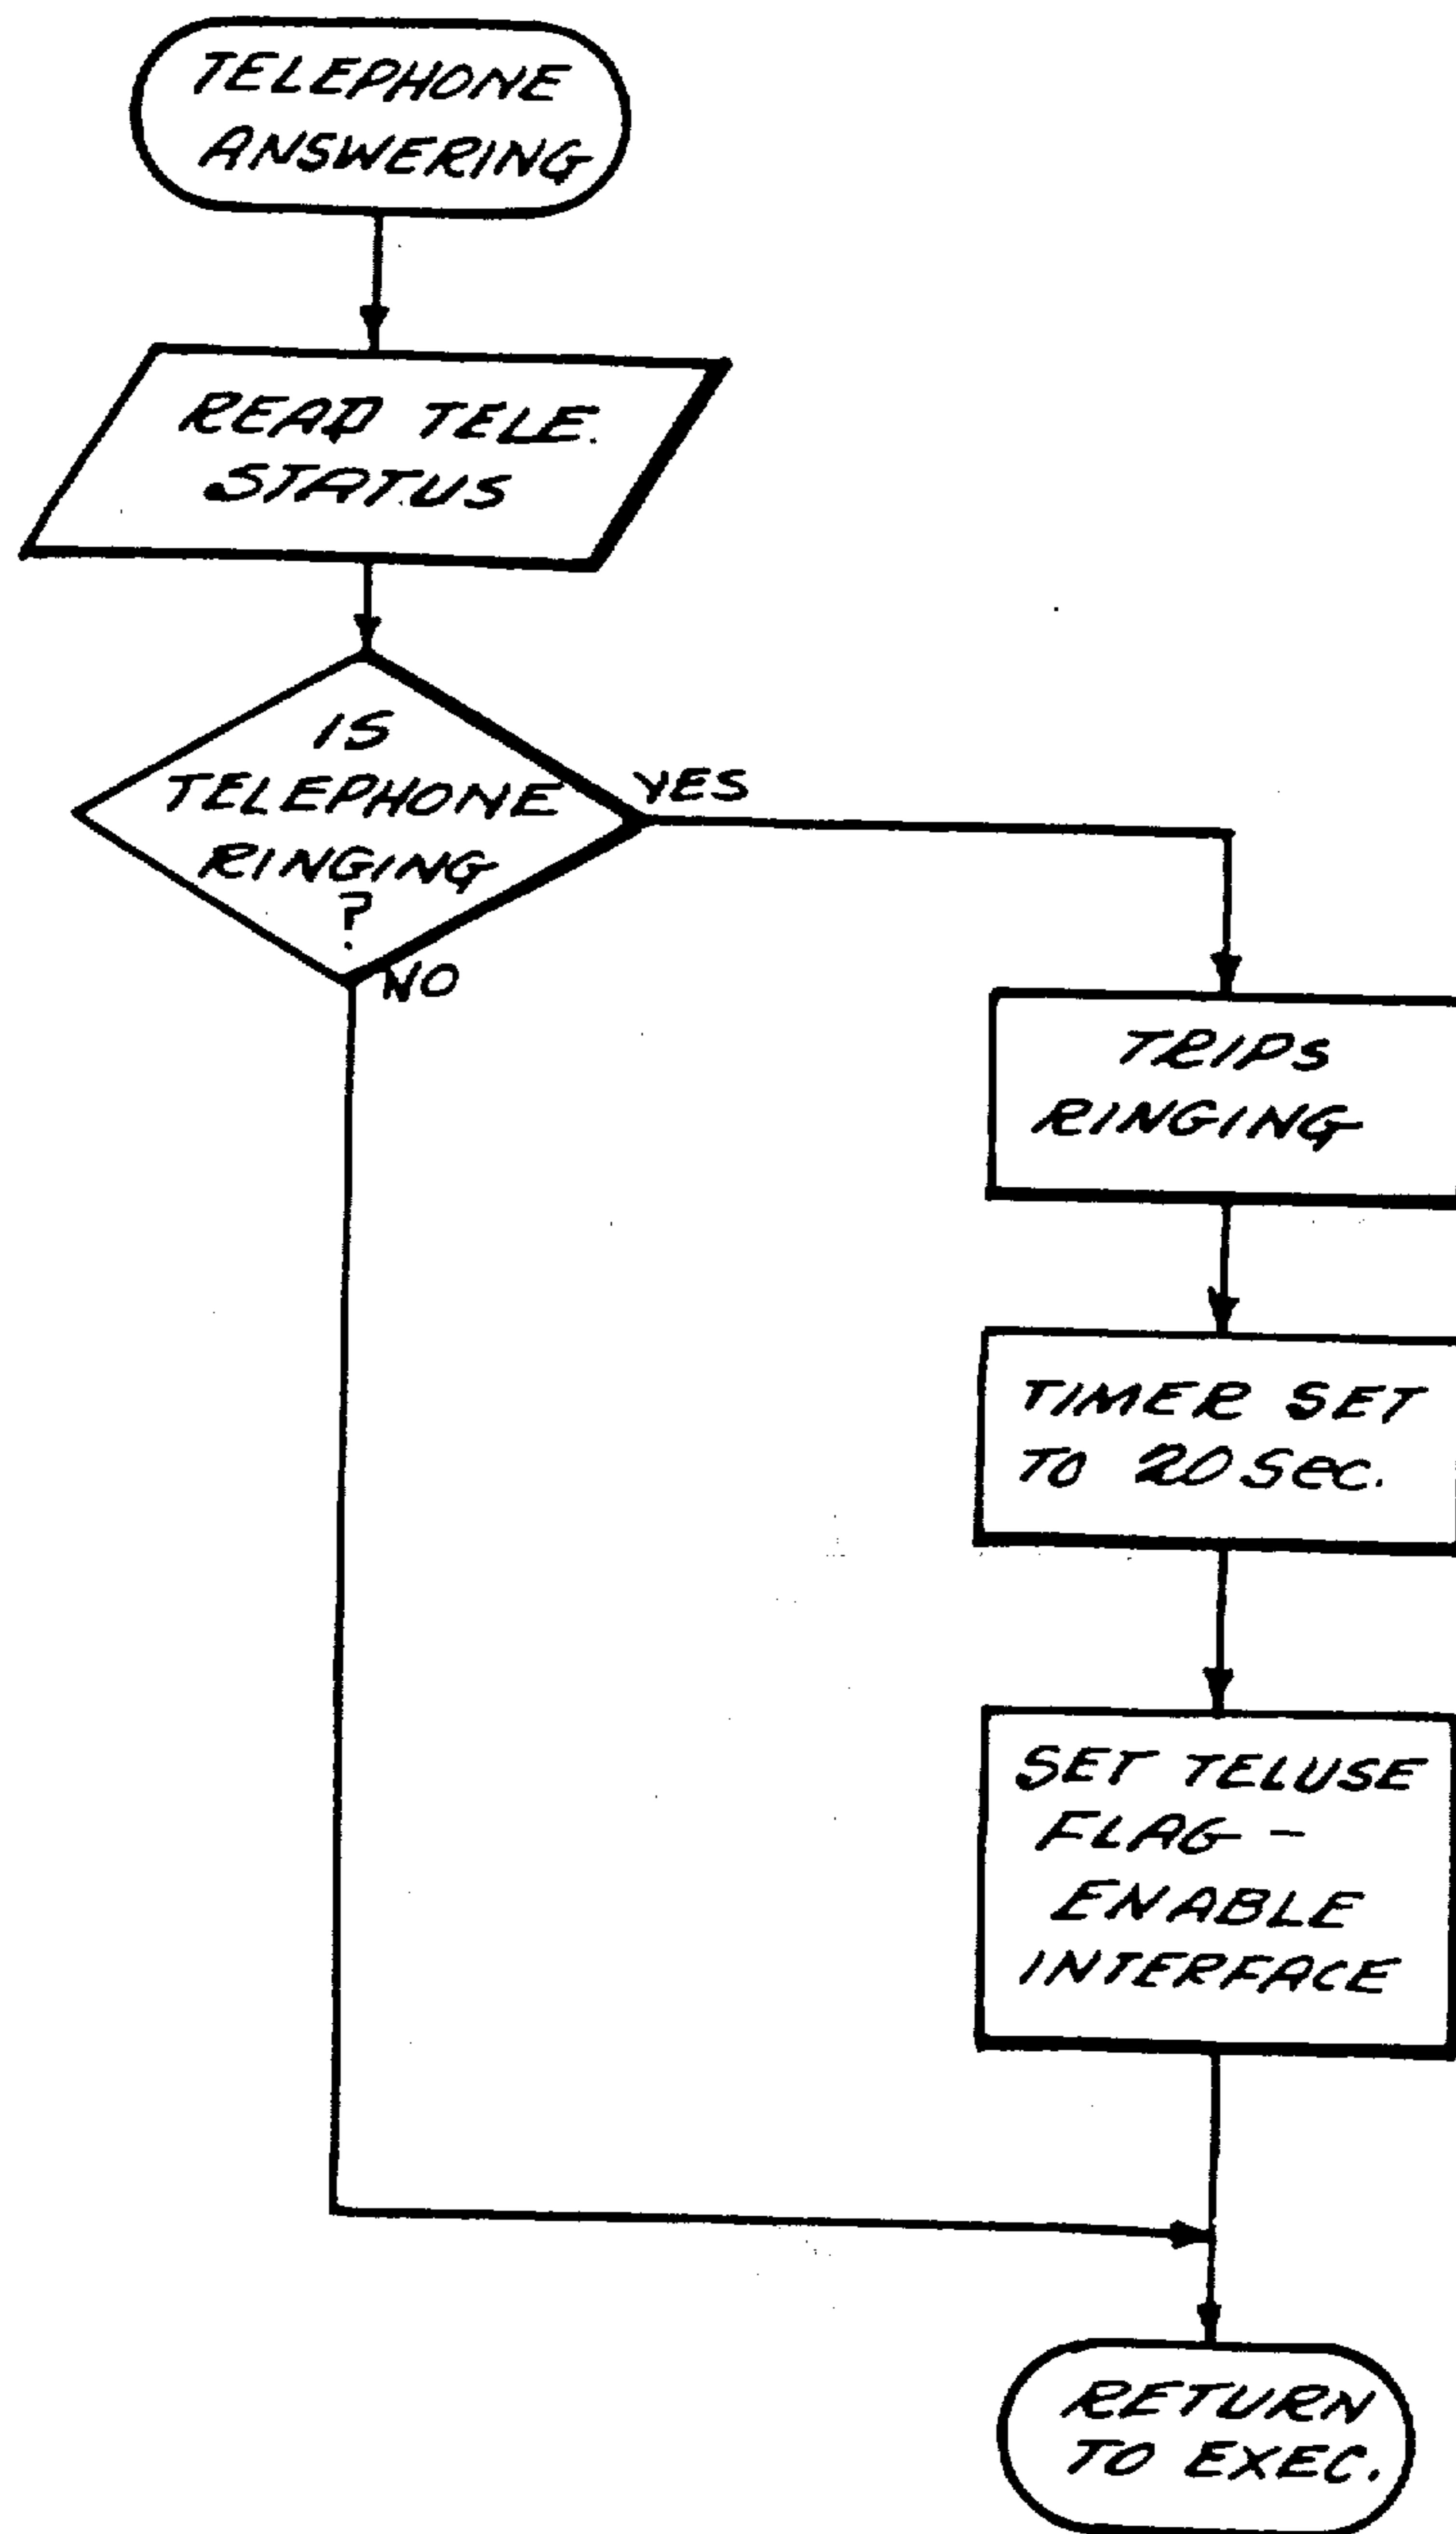 TELEPHONE
ANSWERING
READ TELE.
STATUS
IS
TELEPHONE
RINGING
?
YES
NO
TRIPS
RINGING
TIMER SET
TO 20 Sec.
SET TELUSE
FLAG -
ENABLE
INTERFACE
RETURN
TO EXEC.